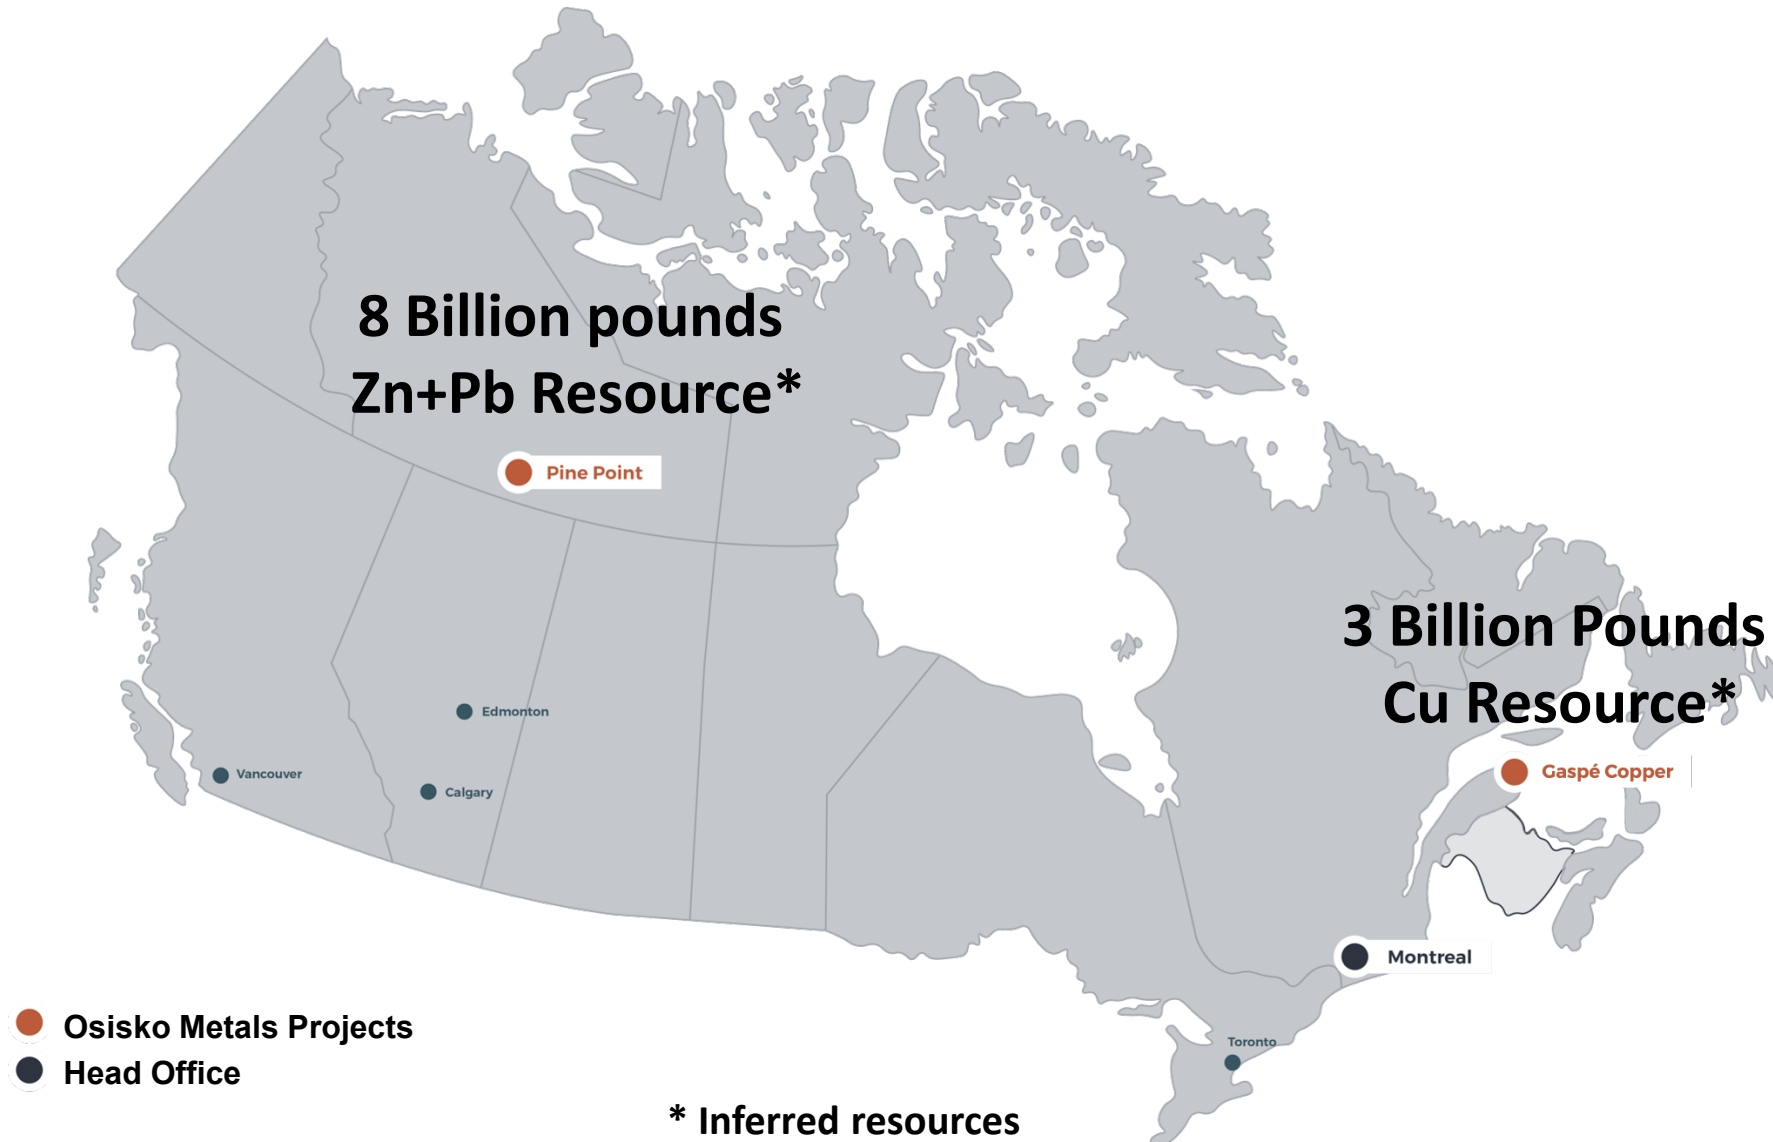 8 Billion pounds
Zn+Pb Resource*
Pine Point
3 Billion Pounds
Cu Resource*
Edmonton
Vancouver
Calgary
Gaspé Copper
Montreal
Osisko Metals Projects
Head Office
Toronto
* Inferred resources